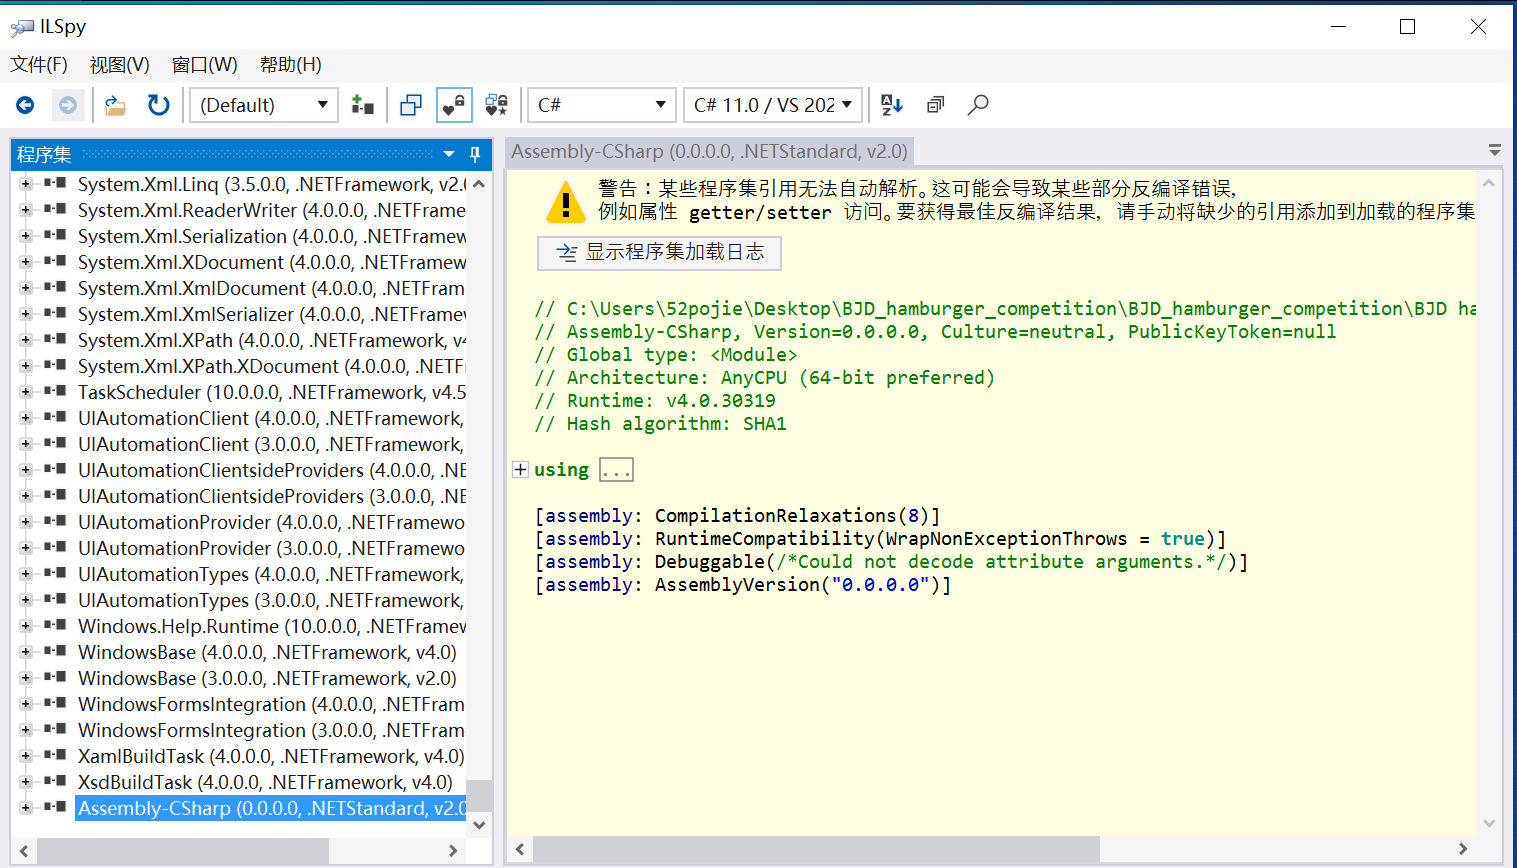 ILSpy
文件(F) 视图(V) 窗口(W) 帮助(H)
(Default) C# C# 11.0 / VS 202
程序集
System.Xml.Linq (3.5.0.0, .NETFramework, v2.0
System.Xml.ReaderWriter (4.0.0.0, .NETFrame
System.Xml.Serialization (4.0.0.0, .NETFramew
System.Xml.XDocument (4.0.0.0, .NETFramew
System.Xml.XmlDocument (4.0.0.0, .NETFram
System.Xml.XmlSerializer (4.0.0.0, .NETFramew
System.Xml.XPath (4.0.0.0, .NETFramework, v4
System.Xml.XPath.XDocument (4.0.0.0, .NETF
TaskScheduler (10.0.0.0, .NETFramework, v4.5
UIAutomationClient (4.0.0.0, .NETFramework,
UIAutomationClient (3.0.0.0, .NETFramework,
UIAutomationClientsideProviders (4.0.0.0, .NE
UIAutomationClientsideProviders (3.0.0.0, .NE
UIAutomationProvider (4.0.0.0, .NETFramewo
UIAutomationProvider (3.0.0.0, .NETFramewo
UIAutomationTypes (4.0.0.0, .NETFramework,
UIAutomationTypes (3.0.0.0, .NETFramework,
Windows.Help.Runtime (10.0.0.0, .NETFramew
WindowsBase (4.0.0.0, .NETFramework, v4.0)
WindowsBase (3.0.0.0, .NETFramework, v2.0)
WindowsFormsIntegration (4.0.0.0, .NETFram
WindowsFormsIntegration (3.0.0.0, .NETFram
XamlBuildTask (4.0.0.0, .NETFramework, v4.0)
XsdBuildTask (4.0.0.0, .NETFramework, v4.0)
Assembly-CSharp (0.0.0.0, .NETStandard, v2.0
Assembly-CSharp (0.0.0.0, .NETStandard, v2.0)
警告：某些程序集引用无法自动解析。这可能会导致某些部分反编译错误,
例如属性 getter/setter 访问。要获得最佳反编译结果, 请手动将缺少的引用添加到加载的程序集
显示程序集加载日志
// C:\Users\52pojie\Desktop\BJD_hamburger_competition\BJD_hamburger_competition\BJD ha
// Assembly-CSharp, Version=0.0.0.0, Culture=neutral, PublicKeyToken=null
// Global type: <Module>
// Architecture: AnyCPU (64-bit preferred)
// Runtime: v4.0.30319
// Hash algorithm: SHA1
using ...
[assembly: CompilationRelaxations(8)]
[assembly: RuntimeCompatibility(WrapNonExceptionThrows = true)]
[assembly: Debuggable(/*Could not decode attribute arguments.*/)]
[assembly: AssemblyVersion("0.0.0.0")]